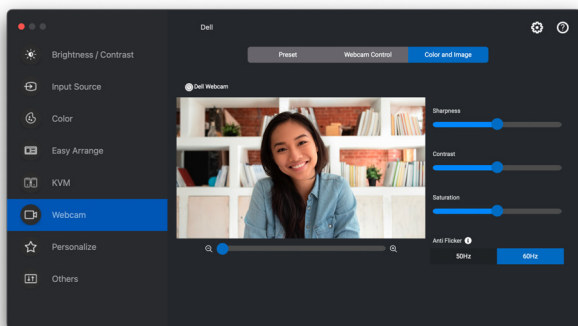 Dell
Brightness / Contrast
Input Source
Color
Easy Arrange
KVM
Webcam
Personalize
Others
Preset
Webcam Control
Color and Image
Dell Webcam
Sharpness
Contrast
Saturation
Anti Flicker
50Hz
60Hz